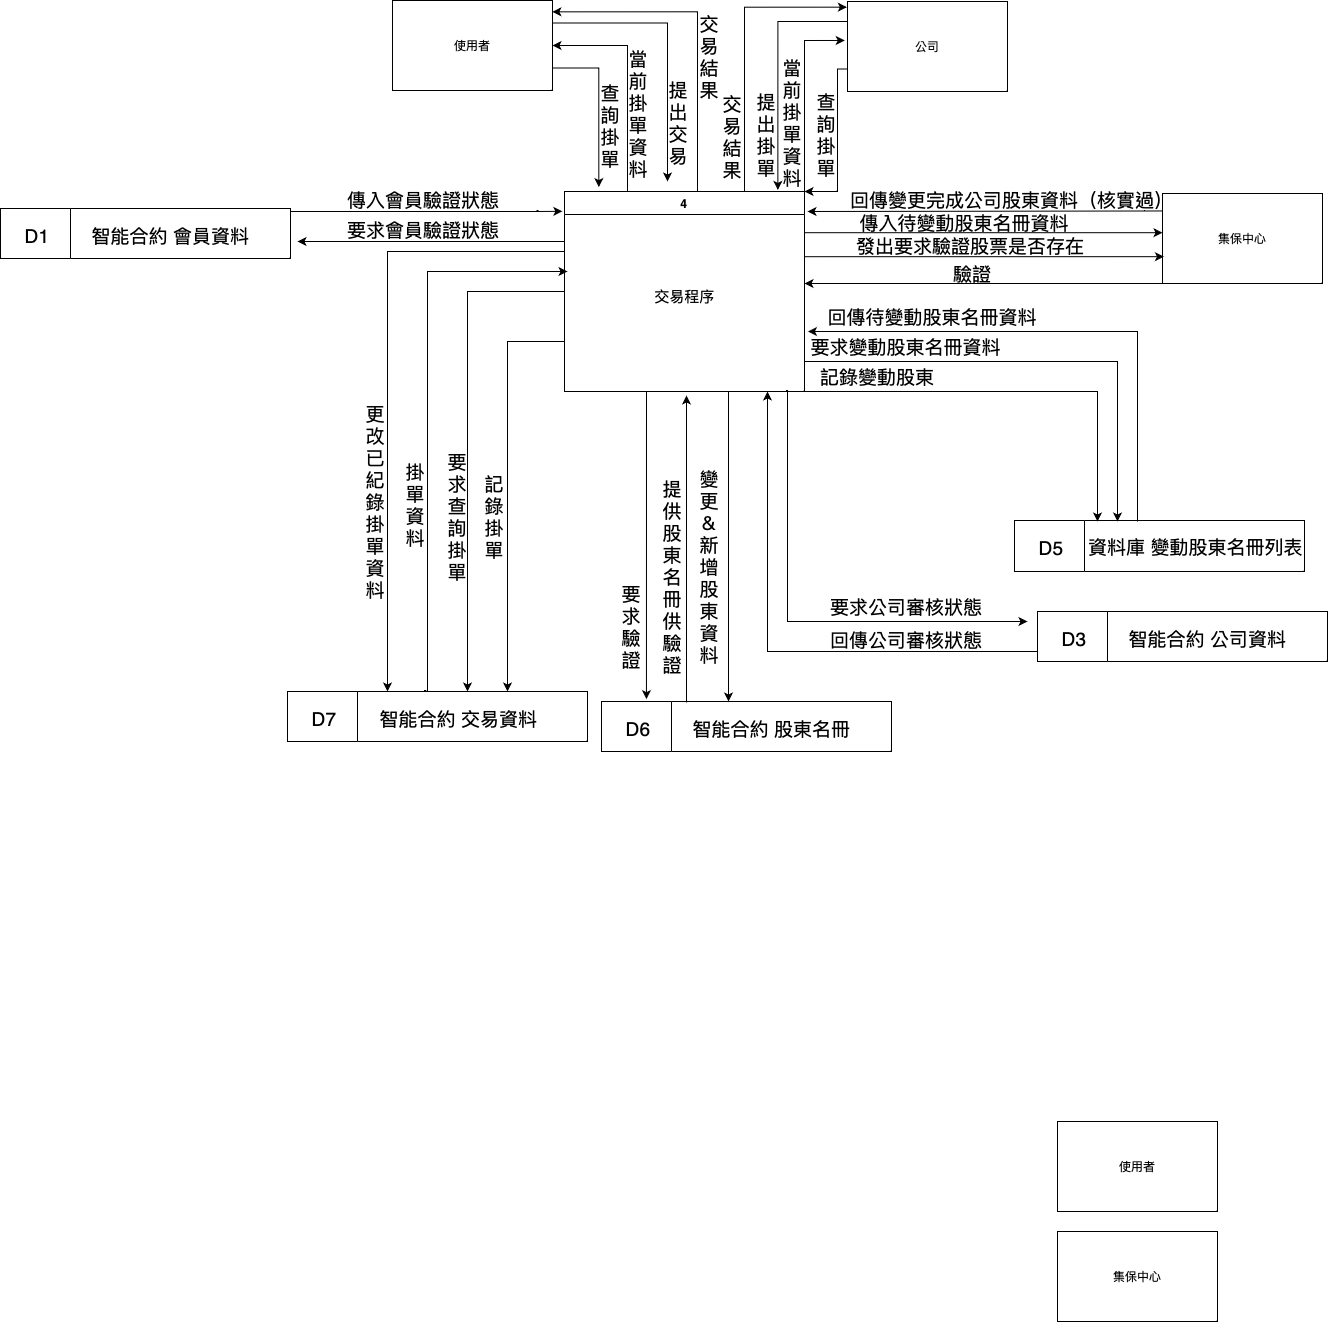 使用者
公司
交易結果
當前掛單資料
提出交易
查詢掛單
交易結果
提出掛單
當前掛單資料
查詢掛單
4
交易程序
傳入會員驗證狀態
要求會員驗證狀態
D1 智能合約 會員資料
回傳變更完成公司股東資料（核實過）
傳入待變動股東名冊資料
發出要求驗證股票是否存在
驗證
集保中心
回傳待變動股東名冊資料
要求變動股東名冊資料
記錄變動股東
更改已紀錄掛單資料
掛單資料
要求查詢掛單
記錄掛單
要求驗證
提供股東名冊供驗證
變更&新增股東資料
D5 資料庫 變動股東名冊列表
要求公司審核狀態
回傳公司審核狀態
D3 智能合約 公司資料
D7 智能合約 交易資料
D6 智能合約 股東名冊
使用者
集保中心